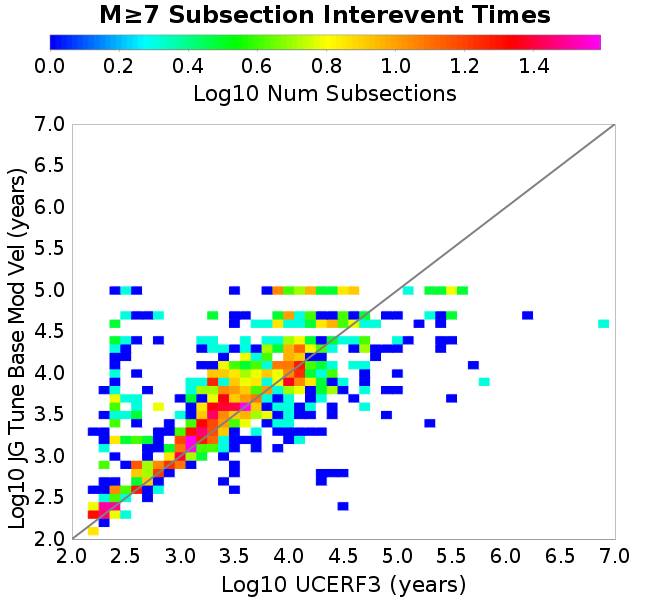 M≥7 Subsection Interevent Times
0.0 0.2 0.4 0.6 0.8 1.0 1.2 1.4
Log10 Num Subsections
7.0
6.5
6.0
5.5
5.0
4.5
4.0
3.5
3.0
2.5
2.0
Log10 JG Tune Base Mod Vel (years)
2.0 2.5 3.0 3.5 4.0 4.5 5.0 5.5 6.0 6.5 7.0
Log10 UCERF3 (years)